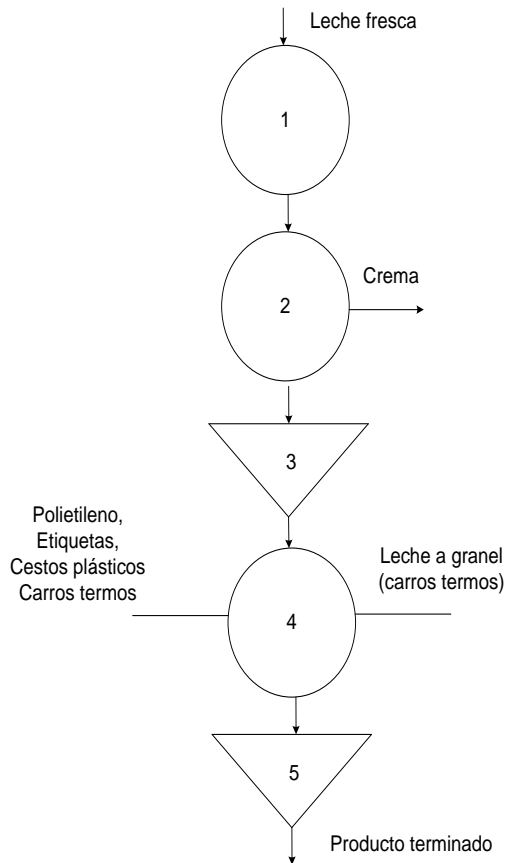 Leche fresca
1
2
Crema
3
Polietileno,
Etiquetas,
Cestos plásticos
Carros termos
4
Leche a granel
(carros termos)
5
Producto terminado